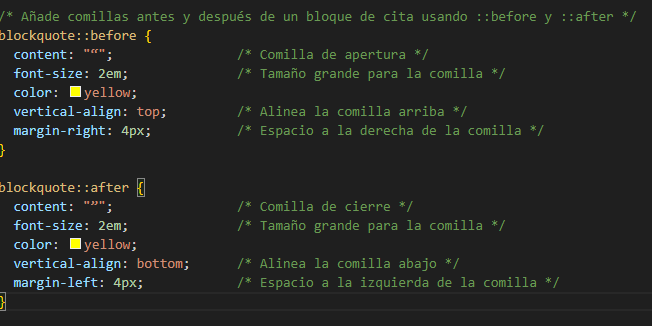 /* Añade comillas antes y después de un bloque de cita usando ::before y ::after */
blockquote::before {
  content: "“";                /* Comilla de apertura */
  font-size: 2em;              /* Tamaño grande para la comilla */
  color: yellow;
  vertical-align: top;         /* Alinea la comilla arriba */
  margin-right: 4px;           /* Espacio a la derecha de la comilla */
}

blockquote::after {
  content: "”";                /* Comilla de cierre */
  font-size: 2em;              /* Tamaño grande para la comilla */
  color: yellow;
  vertical-align: bottom;      /* Alinea la comilla abajo */
  margin-left: 4px;            /* Espacio a la izquierda de la comilla */
}